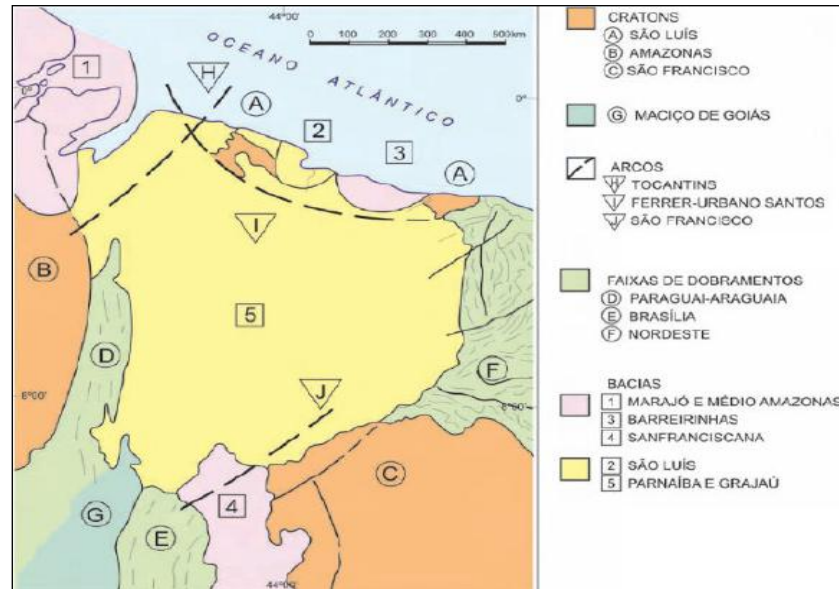 44°00'
OCEANO ATLÂNTICO
0 100 200 300 400 500km
1
H
A
2
3
A
0°
0°
I
B
5
D
J
F
8°00'
8°00'
G
E
4
C
44°00'
CRATONS
A SÃO LUÍS
B AMAZONAS
C SÃO FRANCISCO
G MACIÇO DE GOIÁS
ARCOS
H TOCANTINS
I FERRER-URBANO SANTOS
J SÃO FRANCISCO
FAIXAS DE DOBRAMENTOS
D PARAGUAI-ARAGUAIA
E BRASÍLIA
F NORDESTE
BACIAS
1 MARAJÓ E MÉDIO AMAZONAS
3 BARREIRINHAS
4 SANFRANCISCANA
2 SÃO LUÍS
5 PARNAÍBA E GRAJAÚ